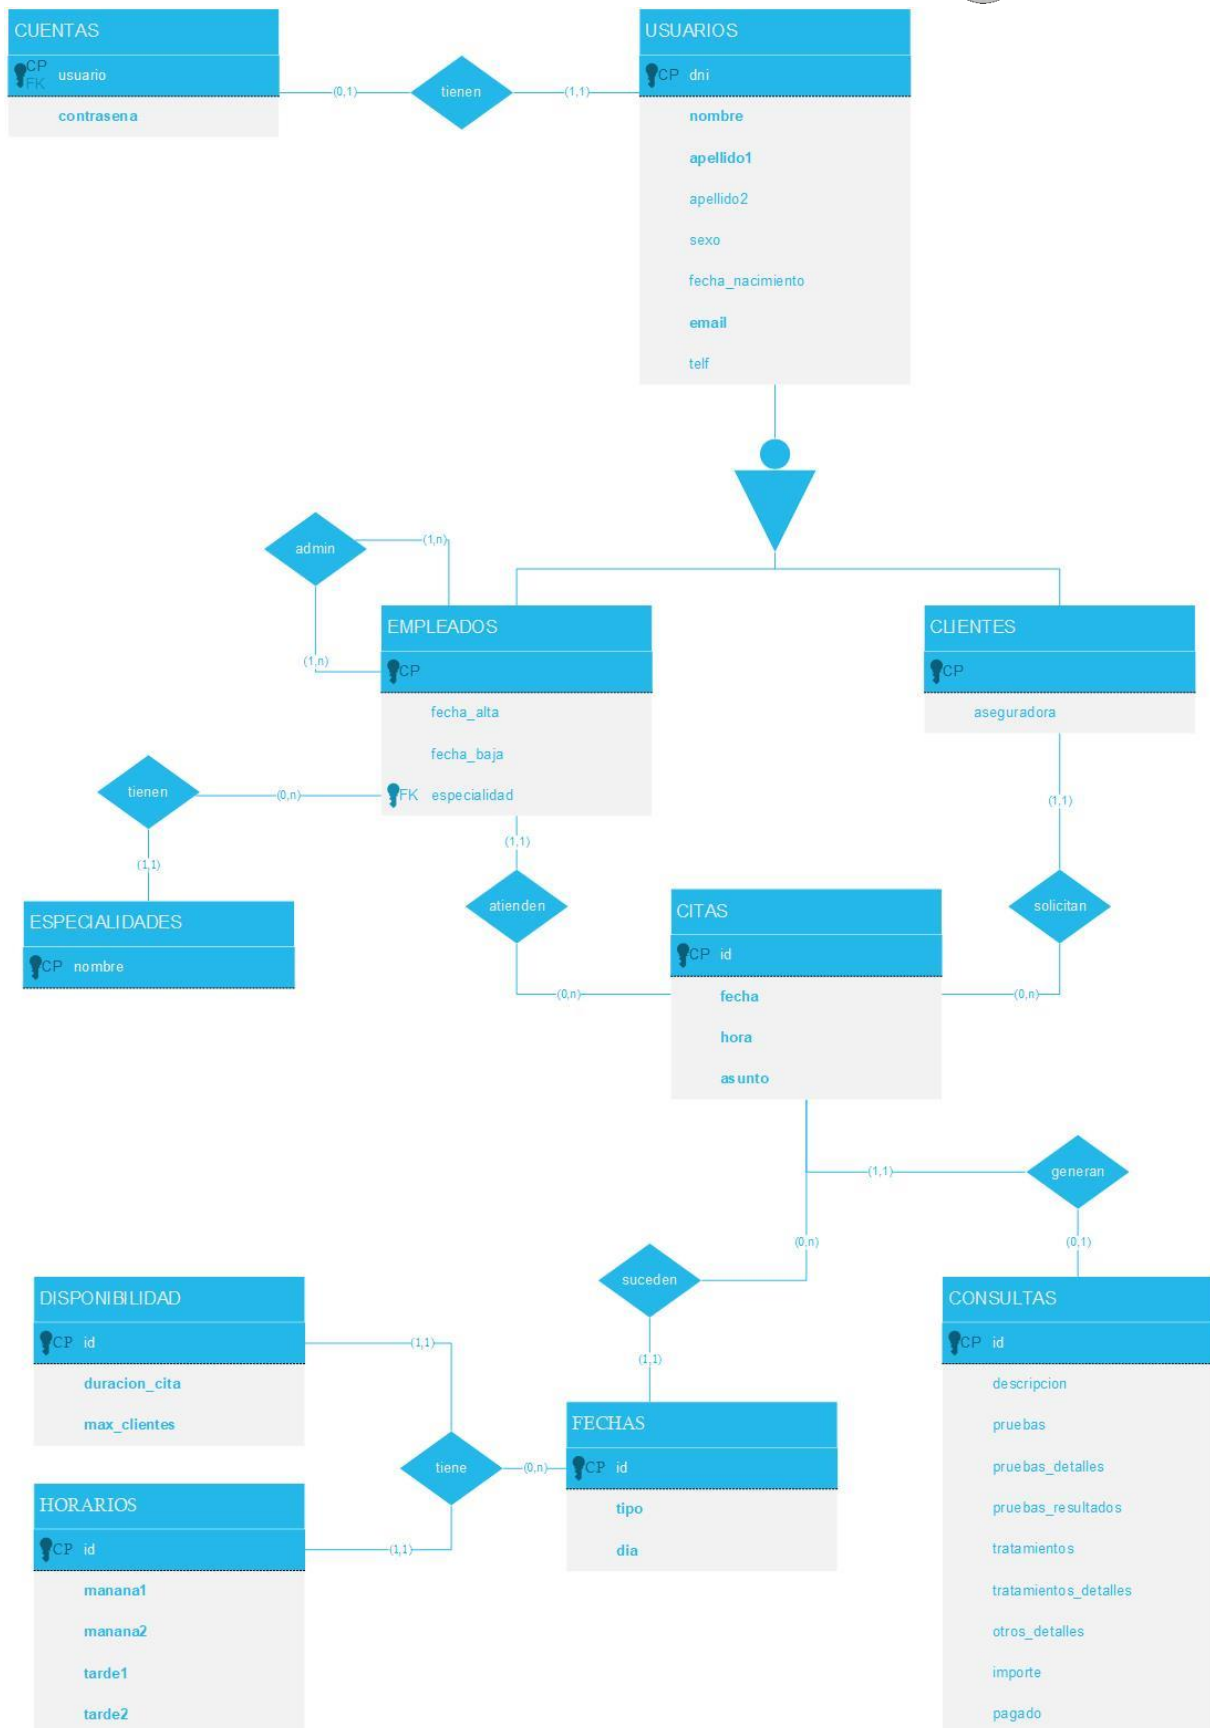 CUENTAS
CP
FK
usuario
contrasena
(0,1)
tienen
(1,1)
USUARIOS
CP dni
nombre
apellido1
apellido2
sexo
fecha_nacimiento
email
telf
admin
(1,n)
(1,n)
EMPLEADOS
CP
fecha_alta
fecha_baja
FK especialidad
CLIENTES
CP
aseguradora
tienen
(0,n)
(1,1)
ESPECIALIDADES
CP nombre
(1,1)
atienden
(0,n)
CITAS
CP id
fecha
hora
asunto
(1,1)
solicitan
(0,n)
(1,1)
generan
(0,1)
(0,n)
suceden
(1,1)
DISPONIBILIDAD
CP id
duracion_cita
max_clientes
(1,1)
tiene
(0,n)
(1,1)
HORARIOS
CP id
manana1
manana2
tarde1
tarde2
FECHAS
CP id
tipo
dia
CONSULTAS
CP id
descripcion
pruebas
pruebas_detalles
pruebas_resultados
tratamientos
tratamientos_detalles
otros_detalles
importe
pagado